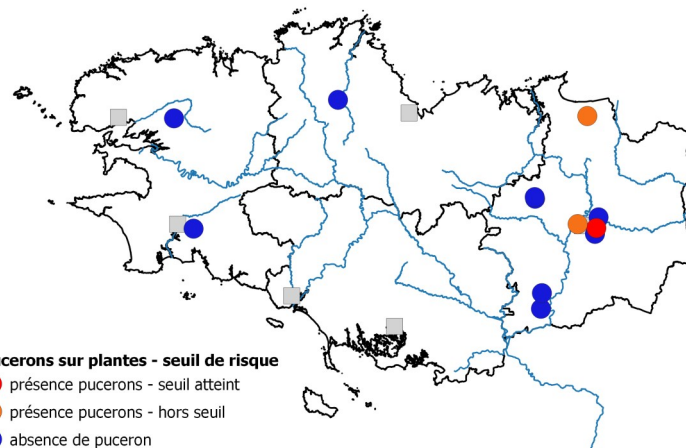 ucerons sur plantes - seuil de risque
présence pucerons - seuil atteint
présence pucerons - hors seuil
absence de puceron